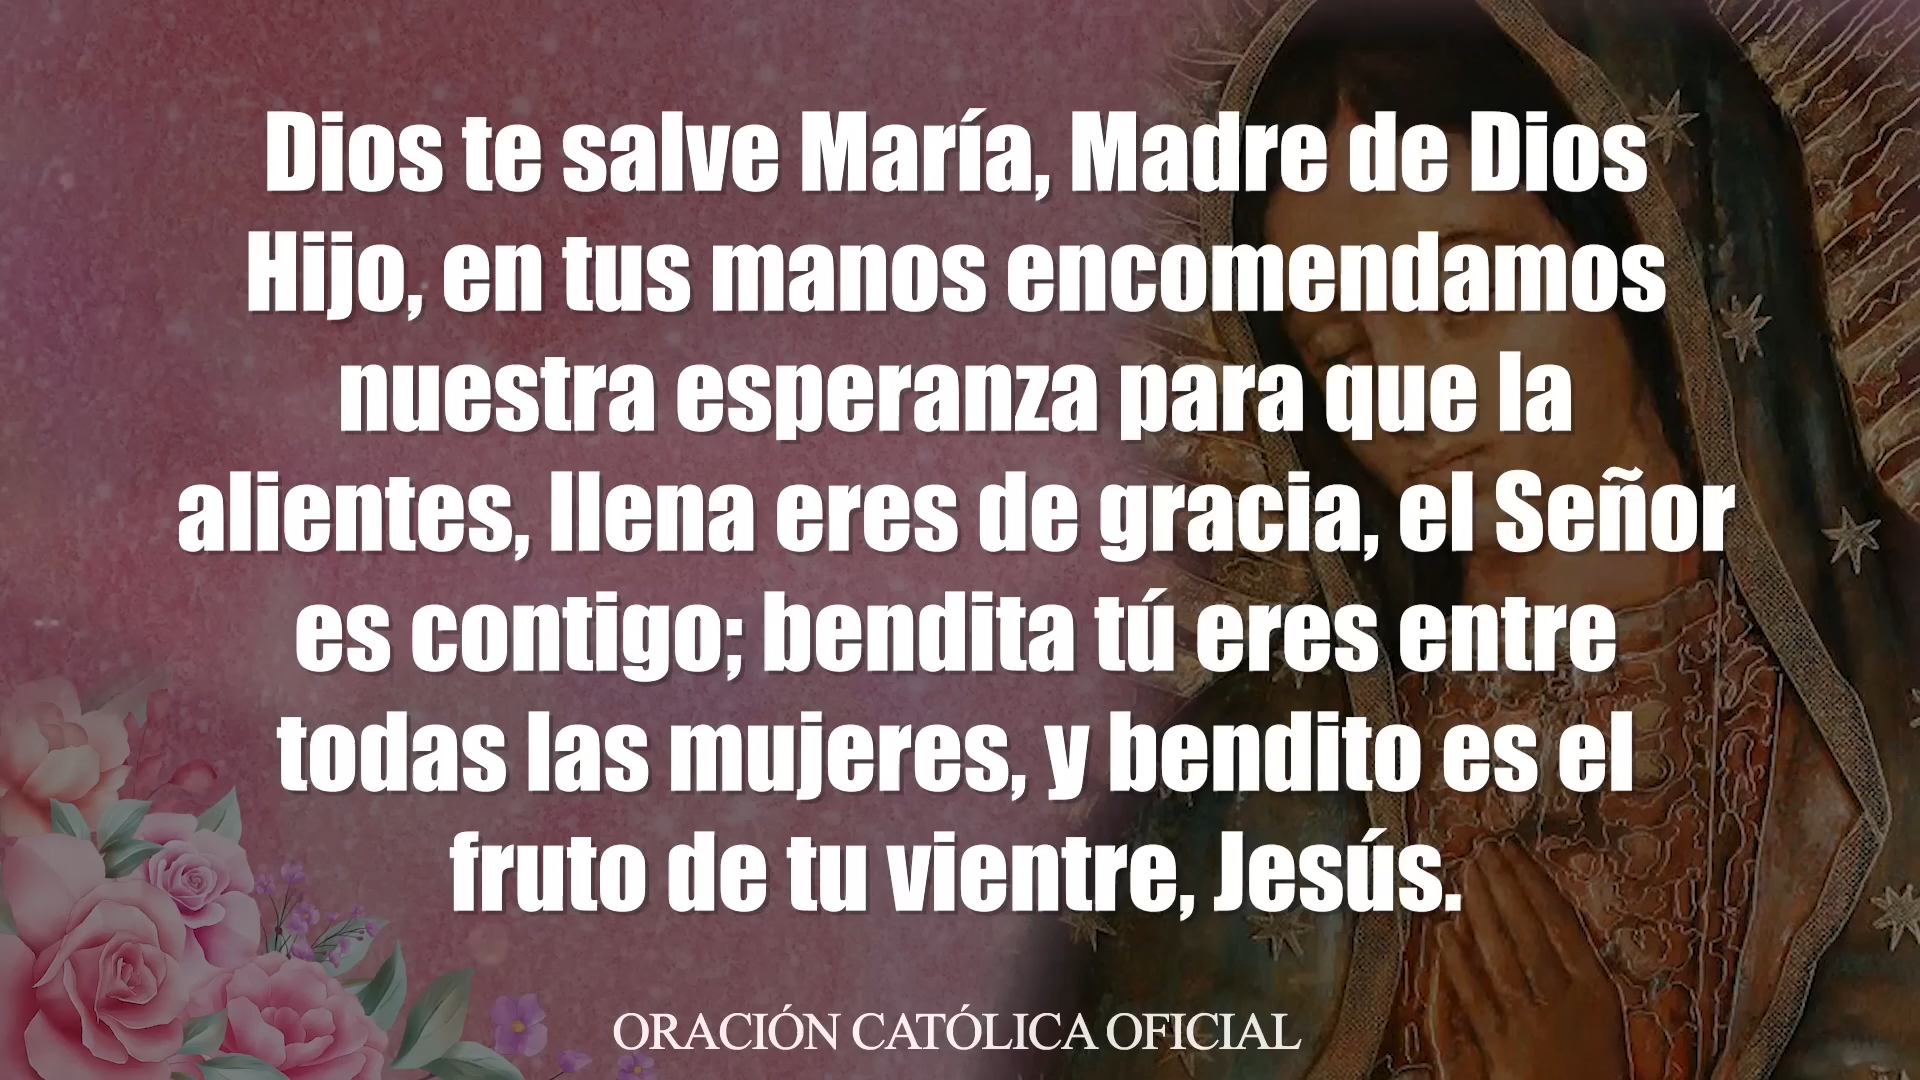 Dios te salve María, Madre de Dios
Hijo, en tus manos encomendamos
nuestra esperanza para que la
alientes, llena eres de gracia, el Señor
es contigo; bendita tú eres entre
todas las mujeres, y bendito es el
fruto de tu vientre, Jesús.
ORACIÓN CATÓLICA OFICIAL